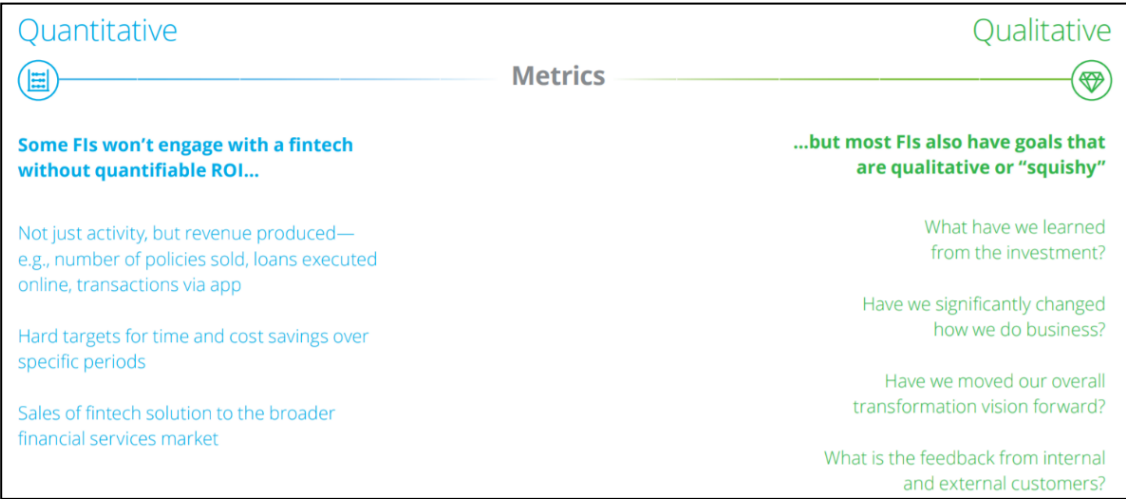 Quantitative
Qualitative
Metrics
Some FIs won’t engage with a fintech
without quantifiable ROI...
Not just activity, but revenue produced—
e.g., number of policies sold, loans executed
online, transactions via app
Hard targets for time and cost savings over
specific periods
Sales of fintech solution to the broader
financial services market
...but most FIs also have goals that
are qualitative or “squishy”
What have we learned
from the investment?
Have we significantly changed
how we do business?
Have we moved our overall
transformation vision forward?
What is the feedback from internal
and external customers?